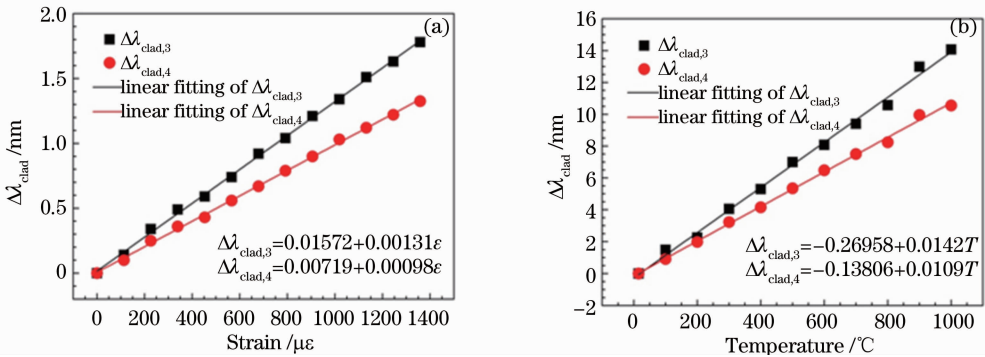 (a)
2.0
1.5
1.0
0.5
0
Δλclad /nm
Δλclad,3
Δλclad,4
linear fitting of Δλclad,3
linear fitting of Δλclad,4
Δλclad,3=0.01572+0.00131ε
Δλclad,4=0.00719+0.00098ε
0 200 400 600 800 1000 1200 1400
Strain /με
(b)
16
14
12
10
8
6
4
2
0
−2
Δλclad /nm
Δλclad,3
Δλclad,4
linear fitting of Δλclad,3
linear fitting of Δλclad,4
Δλclad,3=−0.26958+0.0142T
Δλclad,4=−0.13806+0.0109T
0 200 400 600 800 1000
Temperature /℃